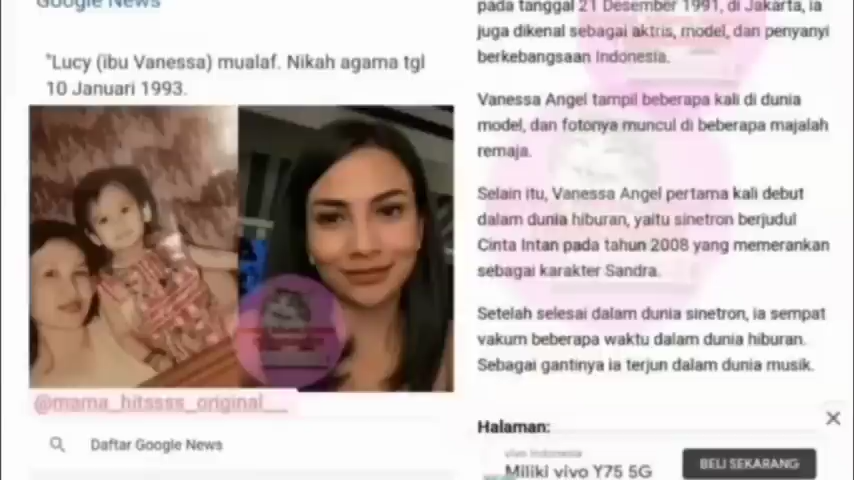 Google News
"Lucy (ibu Vanessa) mualaf. Nikah agama tgl
10 Januari 1993.
@mama_hitssss_original__
Daftar Google News
pada tanggal 21 Desember 1991, di Jakarta, ia
juga dikenal sebagai aktris, model, dan penyanyi
berkebangsaan Indonesia.
Vanessa Angel tampil beberapa kali di dunia
model, dan fotonya muncul di beberapa majalah
remaja.
Selain itu, Vanessa Angel pertama kali debut
dalam dunia hiburan, yaitu sinetron berjudul
Cinta Intan pada tahun 2008 yang memerankan
sebagai karakter Sandra.
Setelah selesai dalam dunia sinetron, ia sempat
vakum beberapa waktu dalam dunia hiburan.
Sebagai gantinya ia terjun dalam dunia musik.
Halaman:
vivo Indonesia
Miliki vivo Y75 5G
BELI SEKARANG